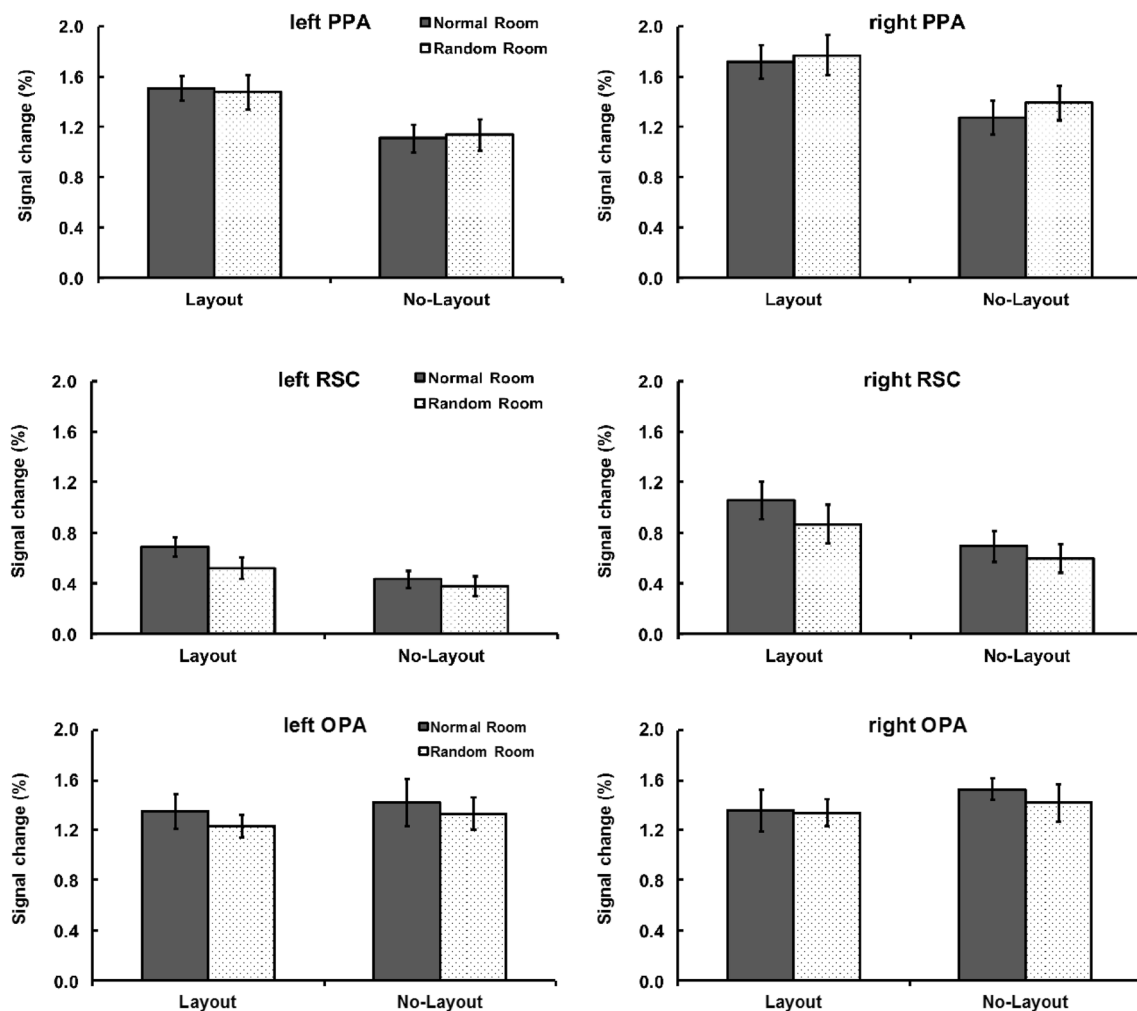 left PPA
Normal Room
Random Room
Signal change (%)
2.0
1.6
1.2
0.8
0.4
0.0
Layout
No-Layout
right PPA
Signal change (%)
2.0
1.6
1.2
0.8
0.4
0.0
Layout
No-Layout
left RSC
Normal Room
Random Room
Signal change (%)
2.0
1.6
1.2
0.8
0.4
0.0
Layout
No-Layout
right RSC
Signal change (%)
2.0
1.6
1.2
0.8
0.4
0.0
Layout
No-Layout
left OPA
Normal Room
Random Room
Signal change (%)
2.0
1.6
1.2
0.8
0.4
0.0
Layout
No-Layout
right OPA
Signal change (%)
2.0
1.6
1.2
0.8
0.4
0.0
Layout
No-Layout